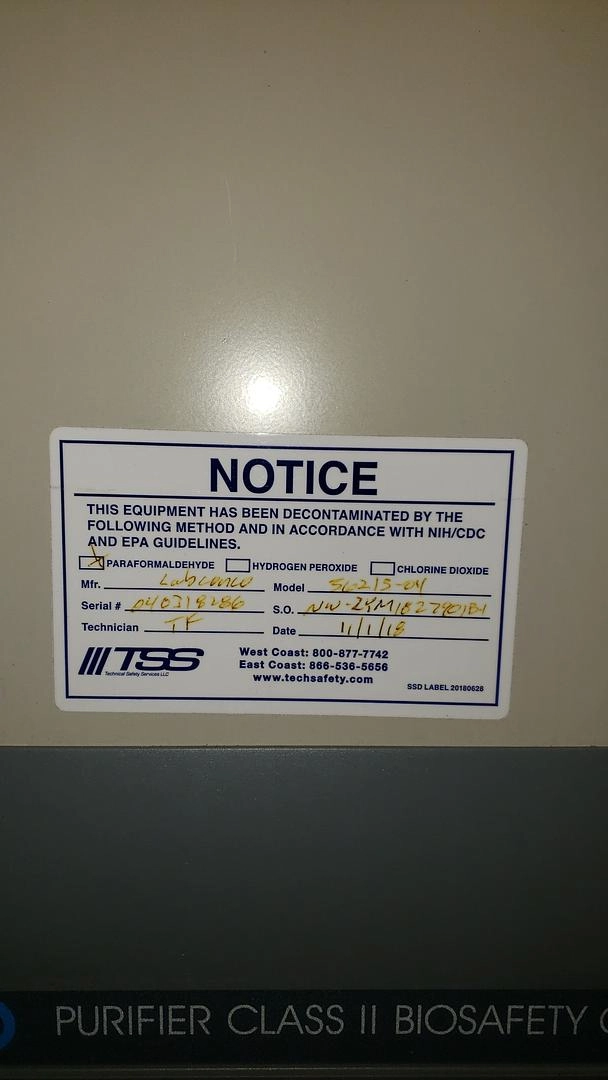 NOTICE
THIS EQUIPMENT HAS BEEN DECONTAMINATED BY THE
FOLLOWING METHOD AND IN ACCORDANCE WITH NIH/CDC
AND EPA GUIDELINES.
X PARAFORMALDEHYDE HYDROGEN PEROXIDE CHLORINE DIOXIDE
Mfr. Labconco Model 36213-04
Serial # 040318286 S.O.
Technician TF Date 11/1/18
TSS
Technical Safety Services LLC
West Coast: 800-877-7742
East Coast: 866-536-5656
www.techsafety.com
SSD LABEL 20180628
PURIFIER CLASS II BIOSAFETY